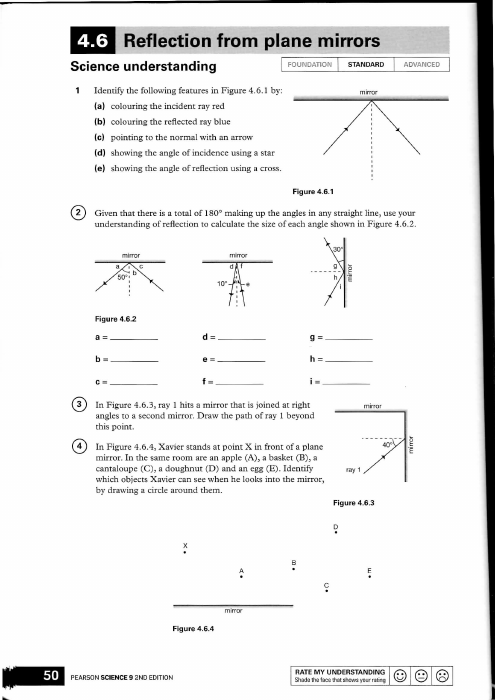 4.6 Reflection from plane mirrors
Science understanding
FOUNDATION STANDARD ADVANCED
1 Identify the following features in Figure 4.6.1 by:
(a) colouring the incident ray red
(b) colouring the reflected ray blue
(c) pointing to the normal with an arrow
(d) showing the angle of incidence using a star
(e) showing the angle of reflection using a cross.
mirror
Figure 4.6.1
2 Given that there is a total of 180° making up the angles in any straight line, use your
understanding of reflection to calculate the size of each angle shown in Figure 4.6.2.
mirror
a c
50° b
mirror
d f
10° e
30°
g
h
i
mirror
Figure 4.6.2
a = ________ d = ________ g = ________
b = ________ e = ________ h = ________
c = ________ f = ________ i = ________
3 In Figure 4.6.3, ray 1 hits a mirror that is joined at right
angles to a second mirror. Draw the path of ray 1 beyond
this point.
4 In Figure 4.6.4, Xavier stands at point X in front of a plane
mirror. In the same room are an apple (A), a basket (B), a
cantaloupe (C), a doughnut (D) and an egg (E). Identify
which objects Xavier can see when he looks into the mirror,
by drawing a circle around them.
mirror
40°
mirror
ray 1
Figure 4.6.3
D
X
B
A E
C
mirror
Figure 4.6.4
50 PEARSON SCIENCE 9 2ND EDITION
RATE MY UNDERSTANDING
Shade the face that shows your rating